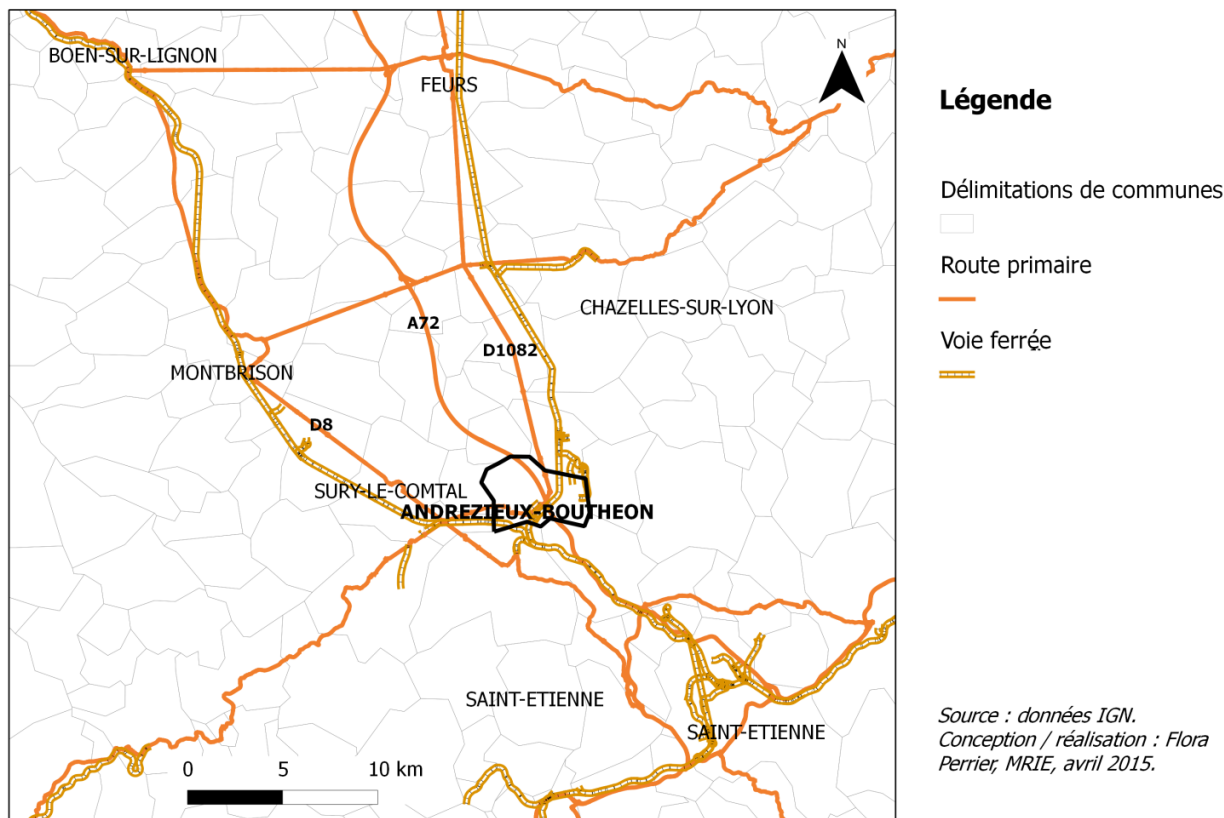 BOEN-SUR-LIGNON
FEURS
N
CHAZELLES-SUR-LYON
A72
D1082
MONTBRISON
D8
SURY-LE-COMTAL
ANDREZIEUX-BOUTHEON
SAINT-ETIENNE
SAINT-ETIENNE
0 5 10 km
Légende
Délimitations de communes
Route primaire
Voie ferrée
Source : données IGN.
Conception / réalisation : Flora
Perrier, MRIE, avril 2015.